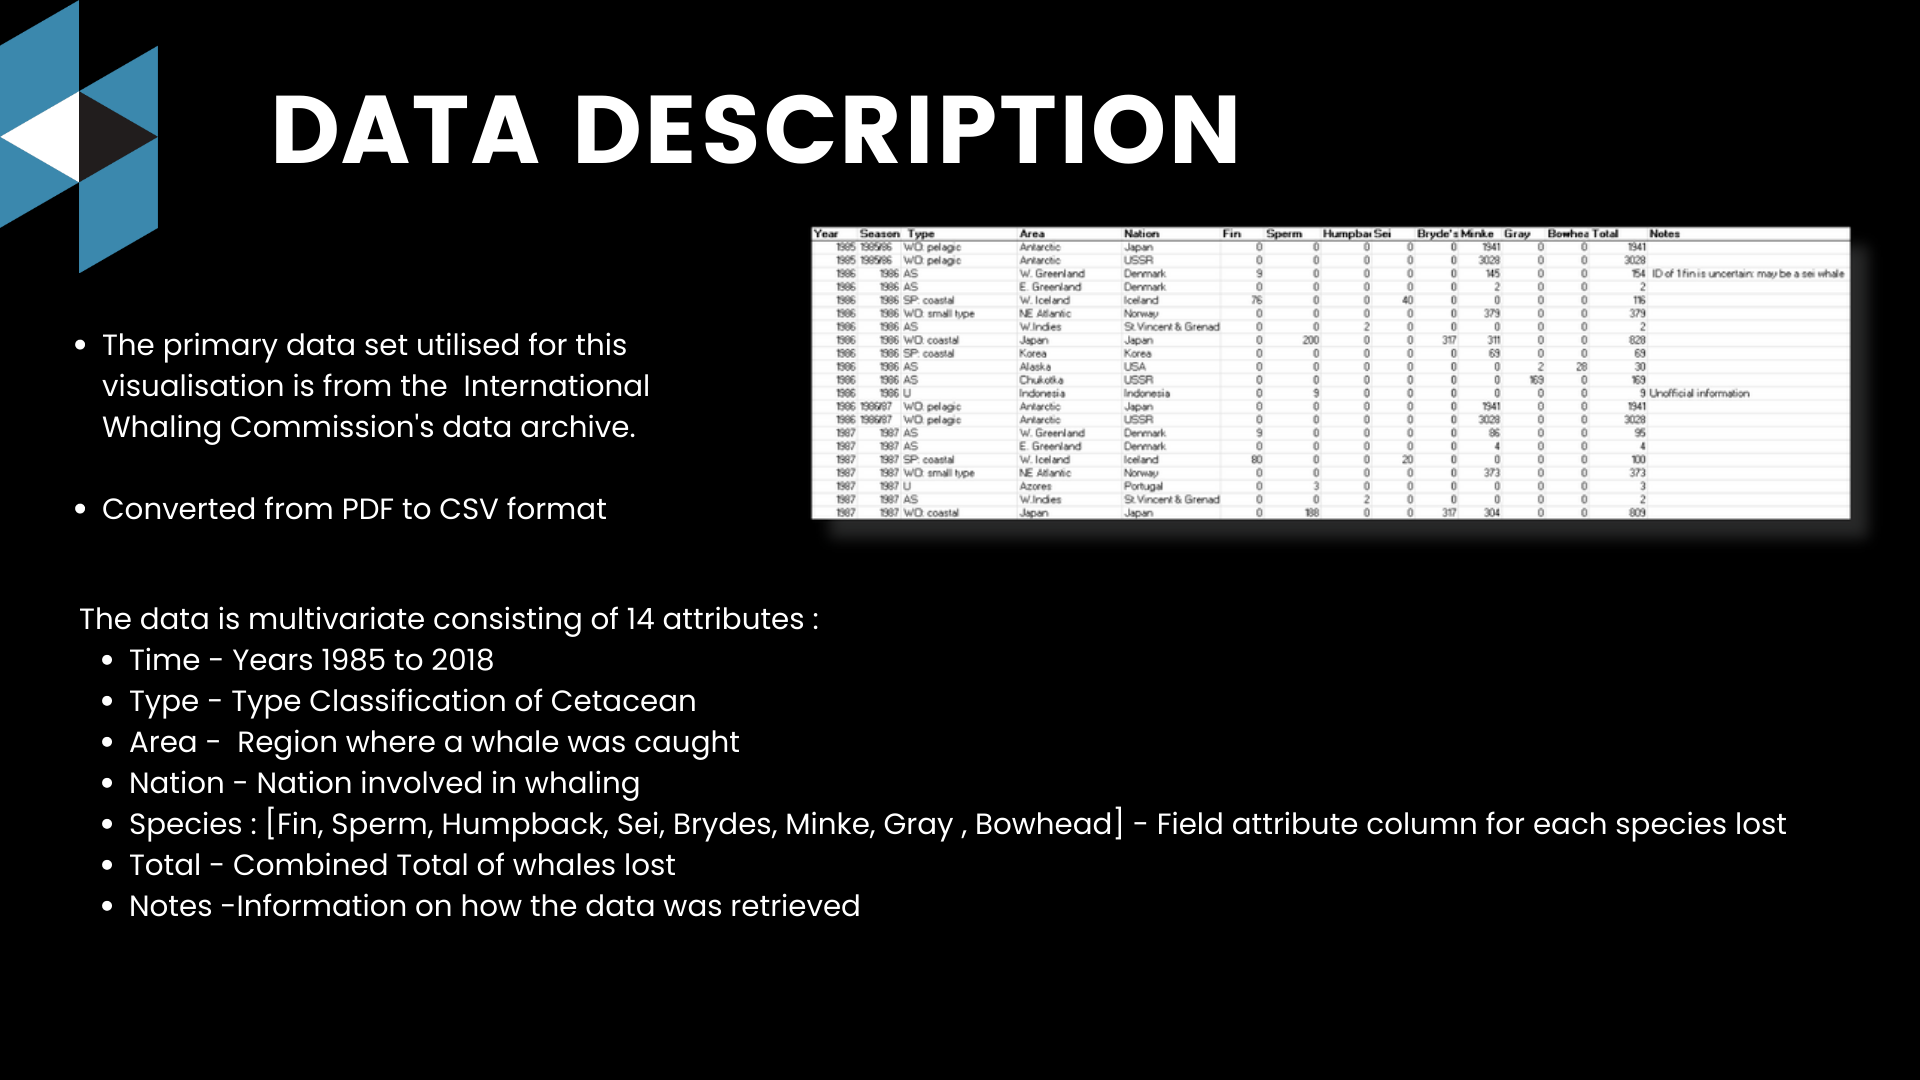 DATA DESCRIPTION
The primary data set utilised for this
visualisation is from the  International
Whaling Commission's data archive.
Converted from PDF to CSV format
Year Season Type Area Nation Fin Sperm Humpba Sei Bryde's Minke Gray Bowhea Total Notes
1985 1985/86 WO: pelagic Antarctic Japan 0 0 0 0 0 1941 0 0 1941
1985 1985/86 WO: pelagic Antarctic USSR 0 0 0 0 0 3028 0 0 3028
1986 1986 AS W. Greenland Denmark 9 0 0 0 0 145 0 0 154 ID of 1 fin is uncertain: may be a sei whale
1986 1986 AS E. Greenland Denmark 0 0 0 0 0 2 0 0 2
1986 1986 SP: coastal W. Iceland Iceland 76 0 0 40 0 0 0 0 116
1986 1986 WO: small type NE Atlantic Norway 0 0 0 0 0 379 0 0 379
1986 1986 AS W.Indies St.Vincent & Grenad 0 0 2 0 0 0 0 0 2
1986 1986 WO: coastal Japan Japan 0 200 0 0 317 311 0 0 828
1986 1986 SP: coastal Korea Korea 0 0 0 0 0 69 0 0 69
1986 1986 AS Alaska USA 0 0 0 0 0 0 2 28 30
1986 1986 AS Chukotka USSR 0 0 0 0 0 0 169 0 169
1986 1986 U Indonesia Indonesia 0 9 0 0 0 0 0 0 9 Unofficial information
1986 1986/87 WO: pelagic Antarctic Japan 0 0 0 0 0 1941 0 0 1941
1986 1986/87 WO: pelagic Antarctic USSR 0 0 0 0 0 3028 0 0 3028
1987 1987 AS W. Greenland Denmark 9 0 0 0 0 86 0 0 95
1987 1987 AS E. Greenland Denmark 0 0 0 0 0 4 0 0 4
1987 1987 SP: coastal W. Iceland Iceland 80 0 0 20 0 0 0 0 100
1987 1987 WO: small type NE Atlantic Norway 0 0 0 0 0 373 0 0 373
1987 1987 U Azores Portugal 0 3 0 0 0 0 0 0 3
1987 1987 AS W.Indies St.Vincent & Grenad 0 0 2 0 0 0 0 0 2
1987 1987 WO: coastal Japan Japan 0 188 0 0 317 304 0 0 809
The data is multivariate consisting of 14 attributes :
Time - Years 1985 to 2018
Type - Type Classification of Cetacean
Area -  Region where a whale was caught
Nation - Nation involved in whaling
Species : [Fin, Sperm, Humpback, Sei, Brydes, Minke, Gray , Bowhead] - Field attribute column for each species lost
Total - Combined Total of whales lost
Notes -Information on how the data was retrieved